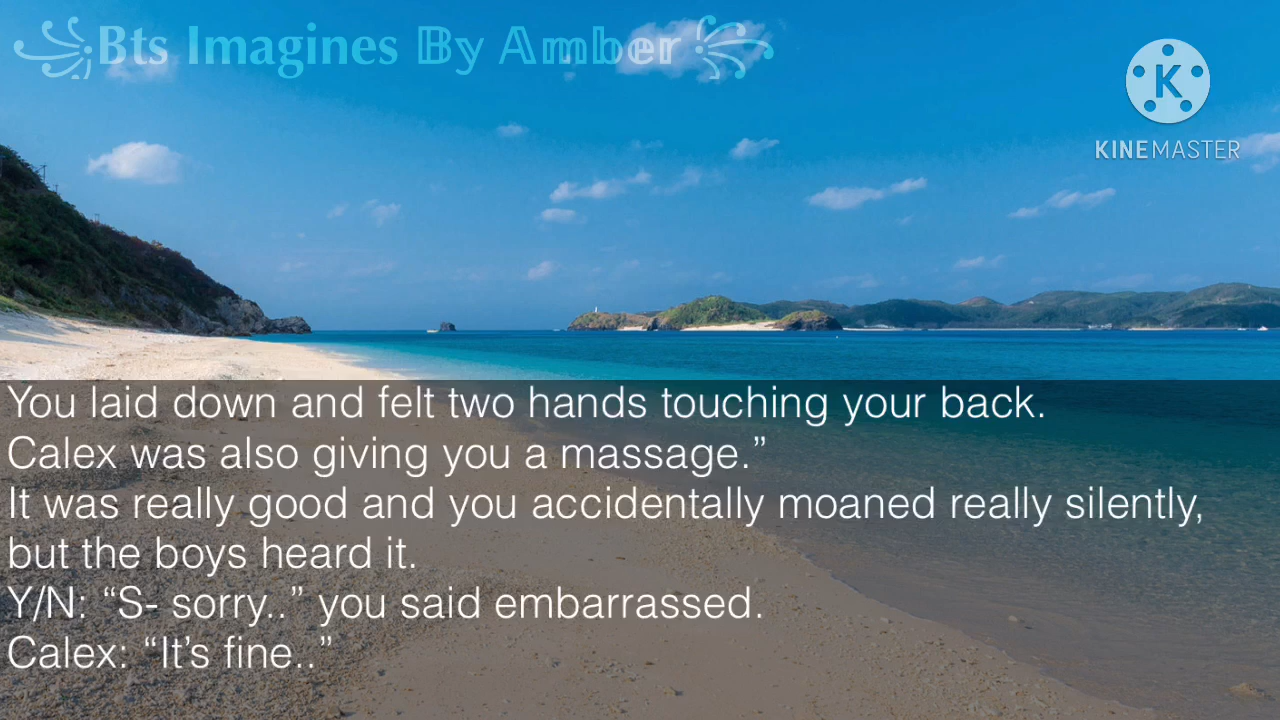 Bts Imagines By Amber
K
KINEMASTER
You laid down and felt two hands touching your back.
Calex was also giving you a massage.”
It was really good and you accidentally moaned really silently,
but the boys heard it.
Y/N: “S- sorry..” you said embarrassed.
Calex: “It’s fine..”